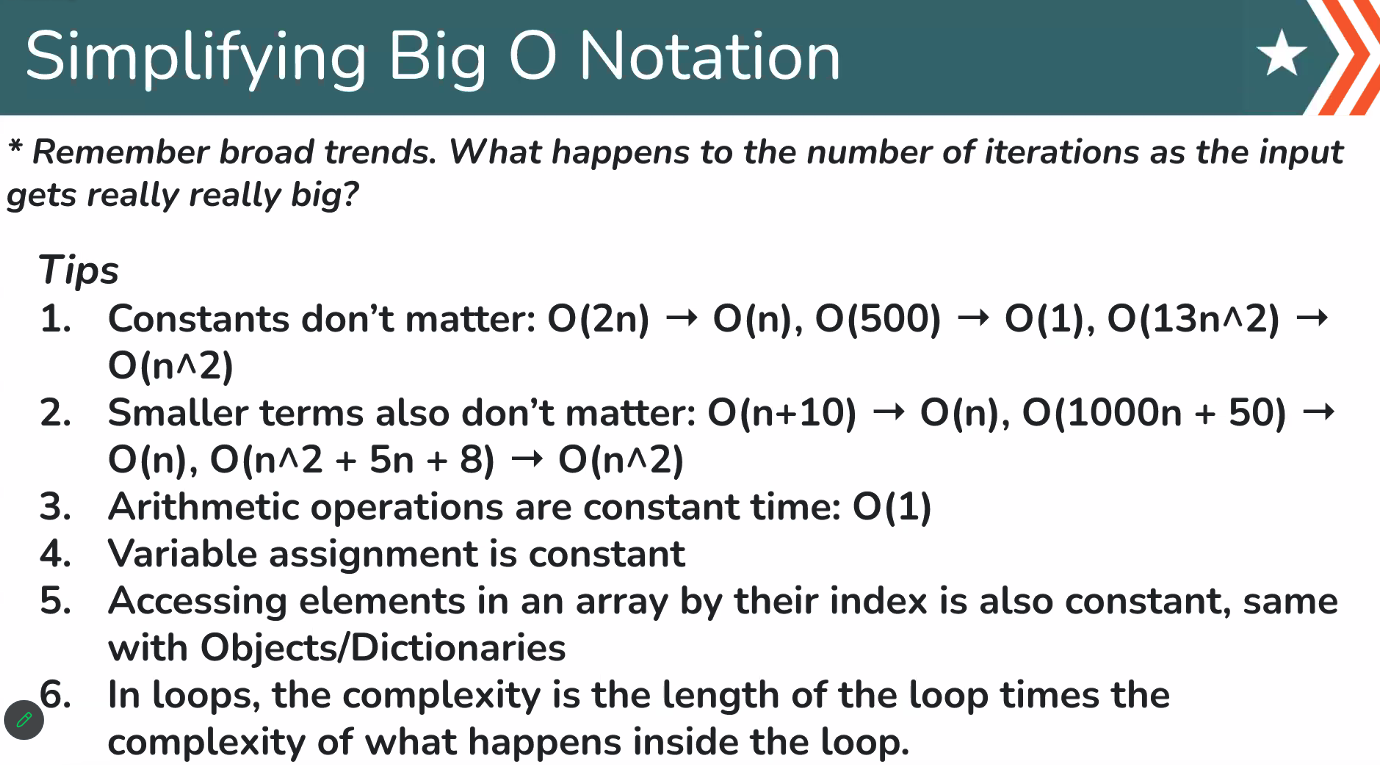 Simplifying Big O Notation
* Remember broad trends. What happens to the number of iterations as the input
gets really really big?
Tips
1. Constants don’t matter: O(2n) → O(n), O(500) → O(1), O(13n^2) →
O(n^2)
2. Smaller terms also don’t matter: O(n+10) → O(n), O(1000n + 50) →
O(n), O(n^2 + 5n + 8) → O(n^2)
3. Arithmetic operations are constant time: O(1)
4. Variable assignment is constant
5. Accessing elements in an array by their index is also constant, same
with Objects/Dictionaries
6. In loops, the complexity is the length of the loop times the
complexity of what happens inside the loop.